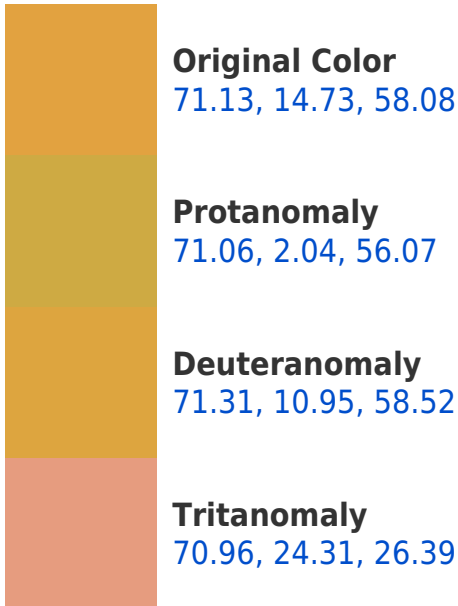 Original Color
71.13, 14.73, 58.08
Protanomaly
71.06, 2.04, 56.07
Deuteranomaly
71.31, 10.95, 58.52
Tritanomaly
70.96, 24.31, 26.39